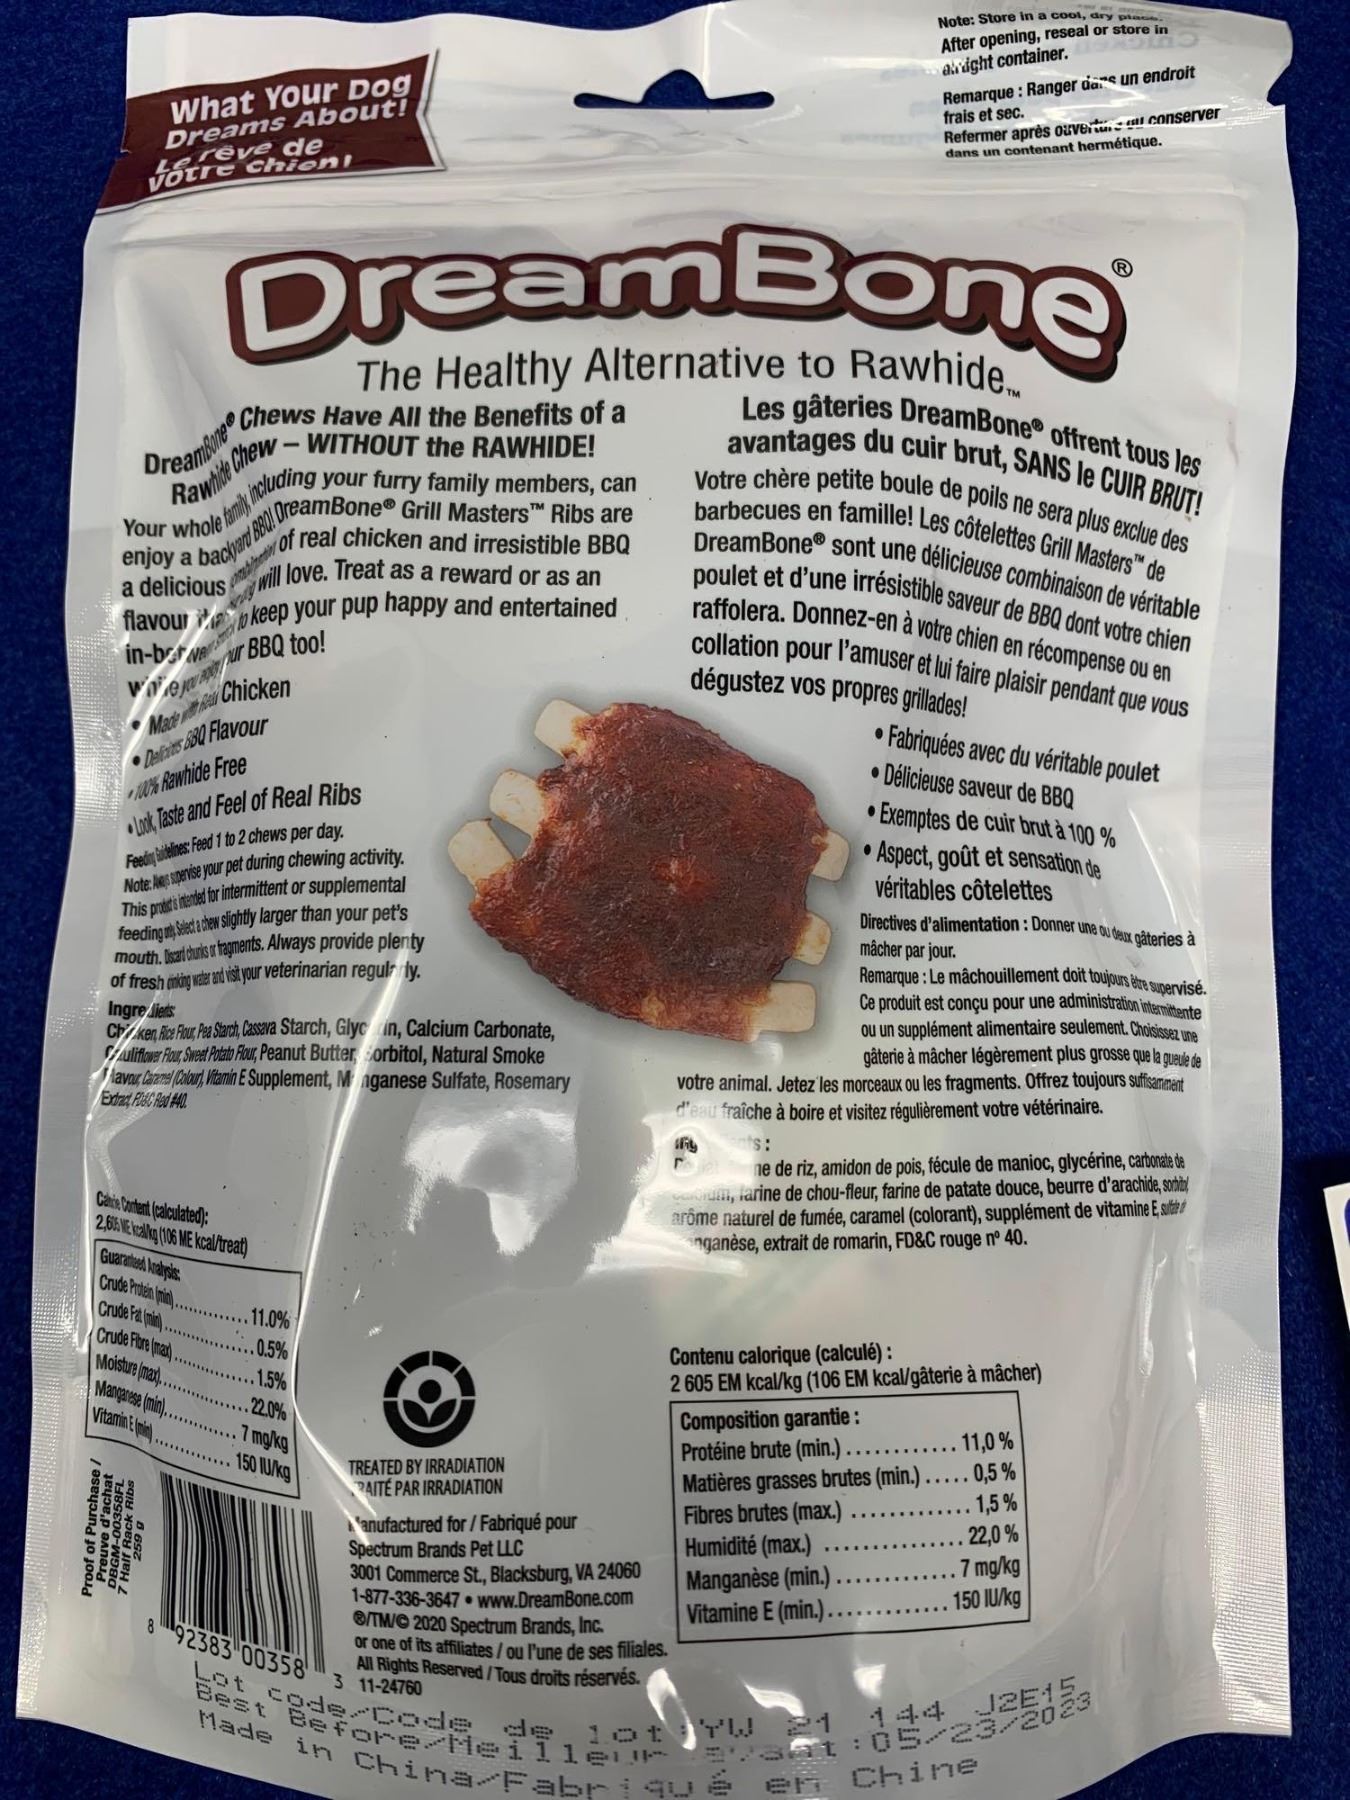 What Your Dog
Dreams About!
Le rêve de
Votre Chien!
Note: Store in a cool, dry place.
After opening, reseal or store in
airtight container.
Remarque : Ranger dans un endroit
frais et sec.
Refermer après ouverture ou conserver
dans un contenant hermétique.
DreamBone®
The Healthy Alternative to Rawhide™
DreamBone® Chews Have All the Benefits of a
Rawhide Chew – WITHOUT the RAWHIDE!
Your whole family, including your furry family members, can
enjoy a backyard BBQ! DreamBone® Grill Masters™ Ribs are
a delicious combination of real chicken and irresistible BBQ
flavour that your dog will love. Treat as a reward or as an
in-between snack to keep your pup happy and entertained
while you enjoy your BBQ too!
• Made with Real Chicken
• Delicious BBQ Flavour
• 100% Rawhide Free
• Look, Taste and Feel of Real Ribs
Feeding Guidelines: Feed 1 to 2 chews per day.
Note: Always supervise your pet during chewing activity.
This product is intended for intermittent or supplemental
feeding only. Select a chew slightly larger than your pet's
mouth. Discard chunks or fragments. Always provide plenty
of fresh drinking water and visit your veterinarian regularly.
Ingredients:
Chicken, Rice Flour, Pea Starch, Cassava Starch, Glycerin, Calcium Carbonate,
Cauliflower Flour, Sweet Potato Flour, Peanut Butter, Sorbitol, Natural Smoke
Flavour, Caramel (Colour), Vitamin E Supplement, Manganese Sulfate, Rosemary
Extract, FD&C Red #40.
Calorie Content (calculated):
2,605 ME kcal/kg (106 ME kcal/treat)
Guaranteed Analysis:
Crude Protein (min) 11.0%
Crude Fat (min) 0.5%
Crude Fibre (max) 1.5%
Moisture (max) 22.0%
Manganese (min) 7 mg/kg
Vitamin E (min) 150 IU/kg
Les gâteries DreamBone® offrent tous les
avantages du cuir brut, SANS le CUIR BRUT!
Votre chère petite boule de poils ne sera plus exclue des
barbecues en famille! Les côtelettes Grill Masters™ de
DreamBone® sont une délicieuse combinaison de véritable
poulet et d'une irrésistible saveur de BBQ dont votre chien
raffolera. Donnez-en à votre chien en récompense ou en
collation pour l'amuser et lui faire plaisir pendant que vous
dégustez vos propres grillades!
• Fabriquées avec du véritable poulet
• Délicieuse saveur de BBQ
• Exemptes de cuir brut à 100 %
• Aspect, goût et sensation de
véritables côtelettes
Directives d'alimentation : Donner une ou deux gâteries à
mâcher par jour.
Remarque : Le mâchouillement doit toujours être supervisé.
Ce produit est conçu pour une administration intermittente
ou un supplément alimentaire seulement. Choisissez une
gâterie à mâcher légèrement plus grosse que la gueule de
votre animal. Jetez les morceaux ou les fragments. Offrez toujours suffisamment
d'eau fraîche à boire et visitez régulièrement votre vétérinaire.
de riz, amidon de pois, fécule de manioc, glycérine, carbonate de
calcium, farine de chou-fleur, farine de patate douce, beurre d'arachide, sorbitol,
arôme naturel de fumée, caramel (colorant), supplément de vitamine E, sulfate de
manganèse, extrait de romarin, FD&C rouge nº 40.
Contenu calorique (calculé) :
2 605 EM kcal/kg (106 EM kcal/gâterie à mâcher)
Composition garantie :
Protéine brute (min.) 11,0 %
Matières grasses brutes (min.) 0,5 %
Fibres brutes (max.) 1,5 %
Humidité (max.) 22,0 %
Manganèse (min.) 7 mg/kg
Vitamine E (min.) 150 IU/kg
TREATED BY IRRADIATION
TRAITÉ PAR IRRADIATION
Manufactured for / Fabriqué pour
Spectrum Brands Pet LLC
3001 Commerce St., Blacksburg, VA 24060
1-877-336-3647 • www.DreamBone.com
®/TM/© 2020 Spectrum Brands, Inc.
or one of its affiliates / ou l'une de ses filiales.
All Rights Reserved / Tous droits réservés.
11-24760
Proof of Purchase /
Preuve d'achat
DBGM-00358FL
7 Half Rack Ribs
259 g
8 92383 00358 3
Lot code/Code de lot: YW 21 144 J2E15
Best Before/Meilleur avant:05/23/2023
Made in China/Fabriqué en Chine